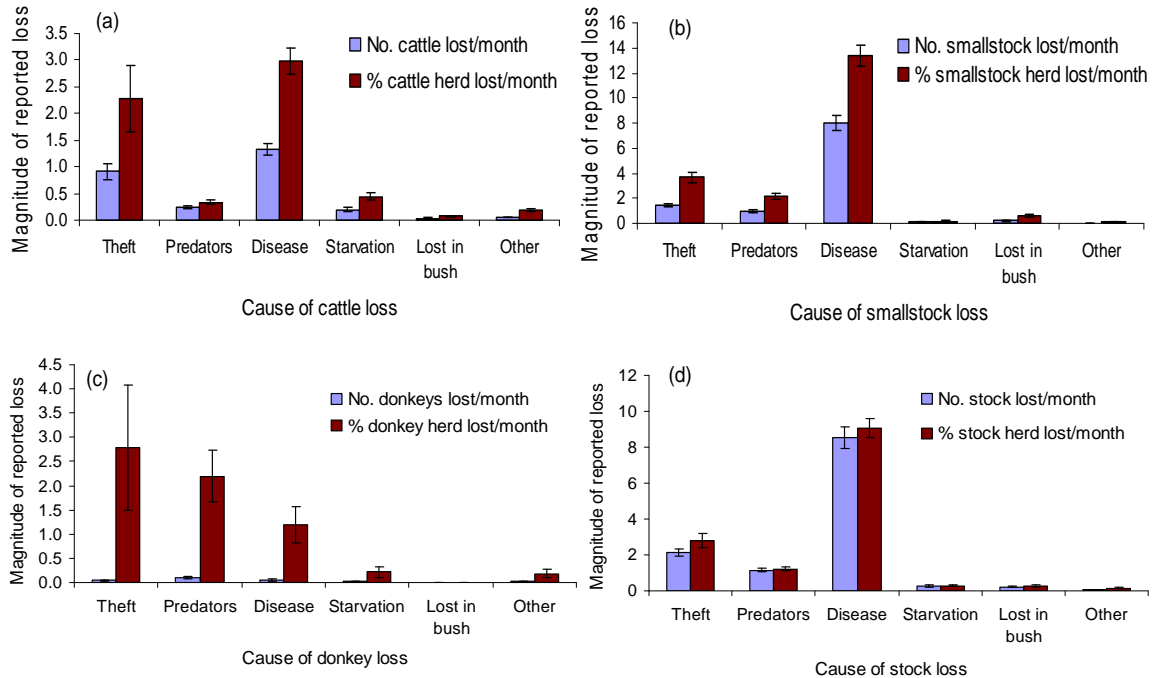 (a)
No. cattle lost/month
% cattle herd lost/month
Magnitude of reported loss
3.5
3.0
2.5
2.0
1.5
1.0
0.5
0.0
Theft Predators Disease Starvation Lost in Other
bush
Cause of cattle loss
(b)
No. smallstock lost/month
% smallstock herd lost/month
Magnitude of reported loss
16
14
12
10
8
6
4
2
0
Theft Predators Disease Starvation Lost in Other
bush
Cause of smallstock loss
(c)
No. donkeys lost/month
% donkey herd lost/month
Magnitude of reported loss
4.5
4.0
3.5
3.0
2.5
2.0
1.5
1.0
0.5
0.0
Theft Predators Disease Starvation Lost in Other
bush
Cause of donkey loss
(d)
No. stock lost/month
% stock herd lost/month
Magnitude of reported loss
12
10
8
6
4
2
0
Theft Predators Disease Starvation Lost in Other
bush
Cause of stock loss